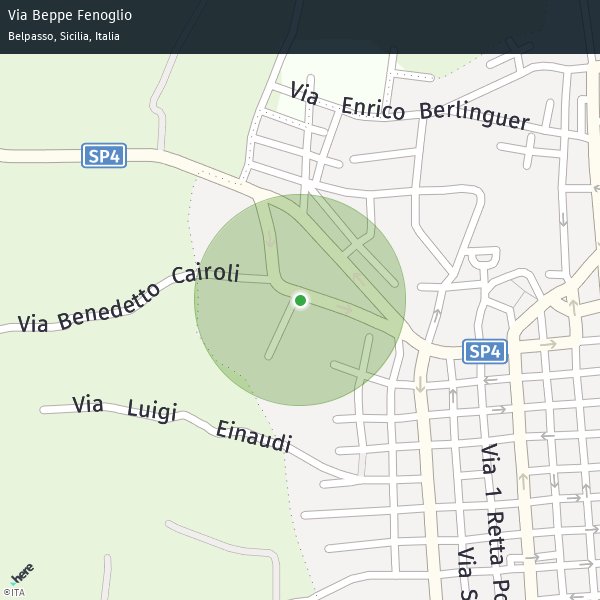 Via Beppe Fenoglio
Belpasso, Sicilia, Italia
Via Enrico Berlinguer
SP4
Via Benedetto Cairoli
SP4
Via Luigi Einaudi
Via 1 Retta Po
Via S
here
©ITA